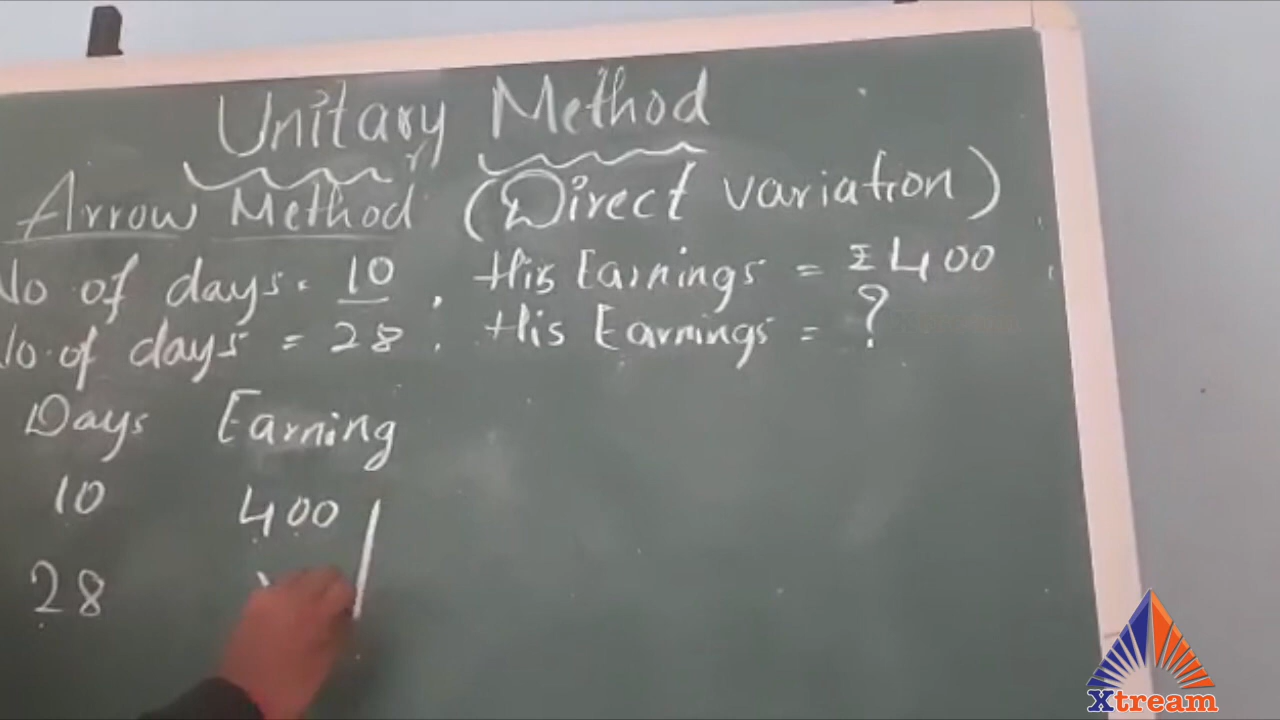 Unitary Method
Arrow Method (Direct variation)
No of days = 10, His Earnings = ₹400
No. of days = 28. His Earnings = ?
Days Earning
10 400
28
Xtream